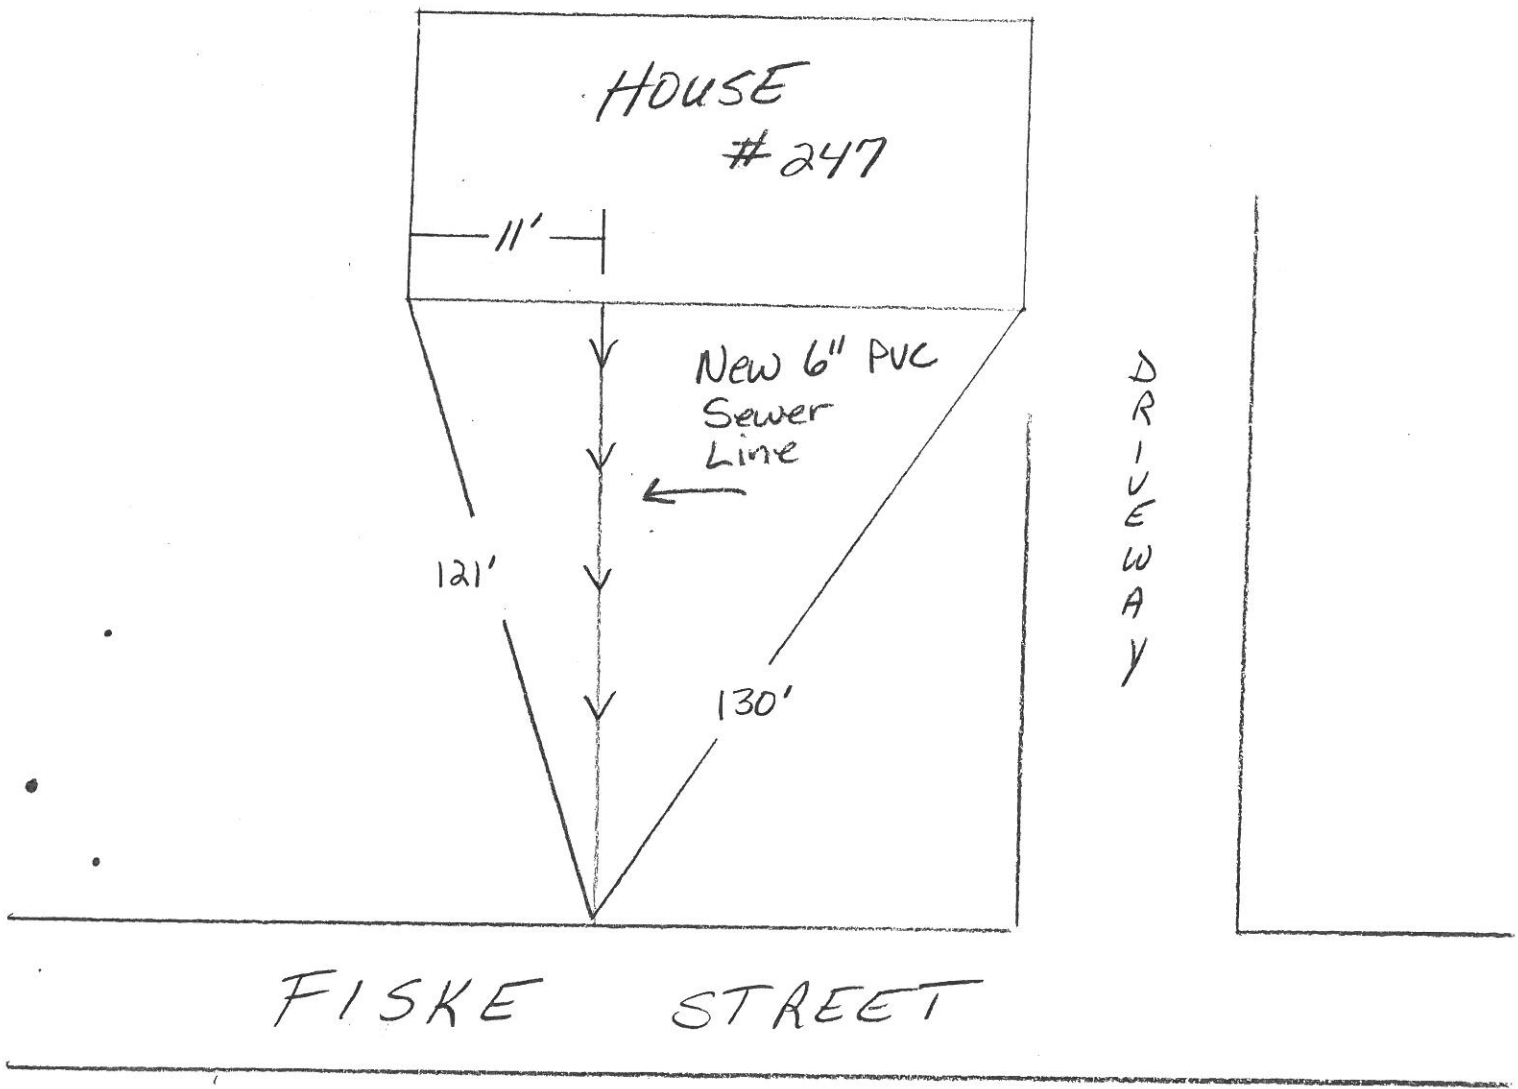 HOUSE
# 247
11'
New 6" PVC
Sewer
Line
121'
130'
DRIVEWAY
FISKE STREET